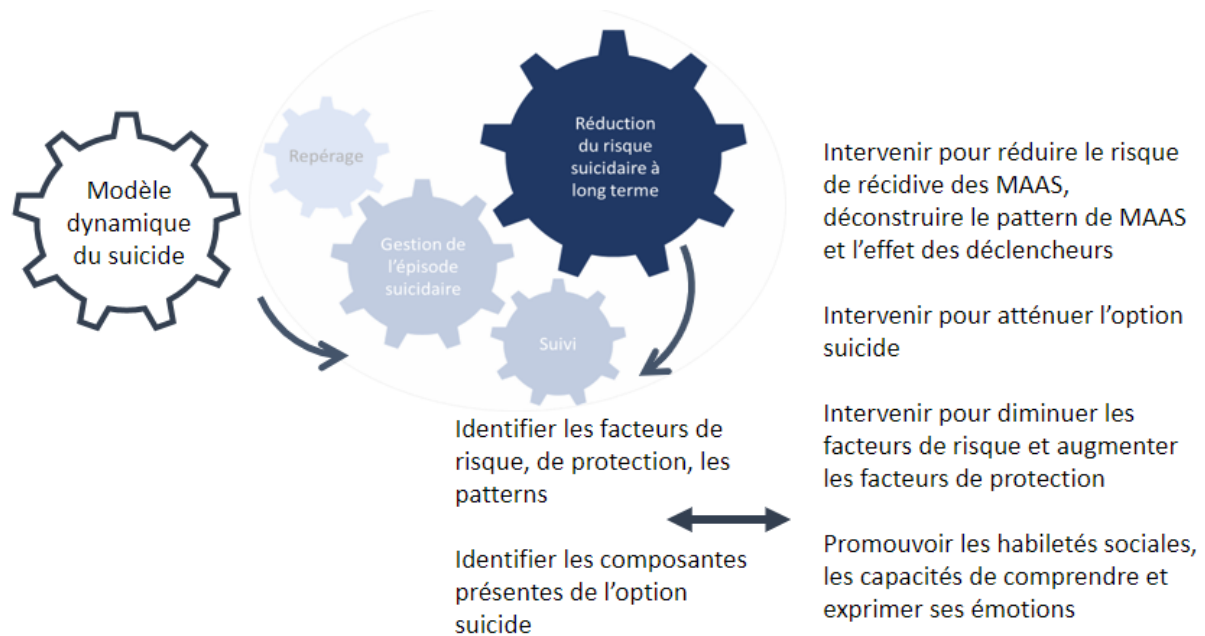 Modèle
dynamique
du suicide
Repérage
Gestion de
l'épisode
suicidaire
Réduction
du risque
suicidaire à
long terme
Suivi
Identifier les facteurs de
risque, de protection, les
patterns
Identifier les composantes
présentes de l'option
suicide
Intervenir pour réduire le risque
de récidive des MAAS,
déconstruire le pattern de MAAS
et l'effet des déclencheurs
Intervenir pour atténuer l'option
suicide
Intervenir pour diminuer les
facteurs de risque et augmenter
les facteurs de protection
Promouvoir les habiletés sociales,
les capacités de comprendre et
exprimer ses émotions